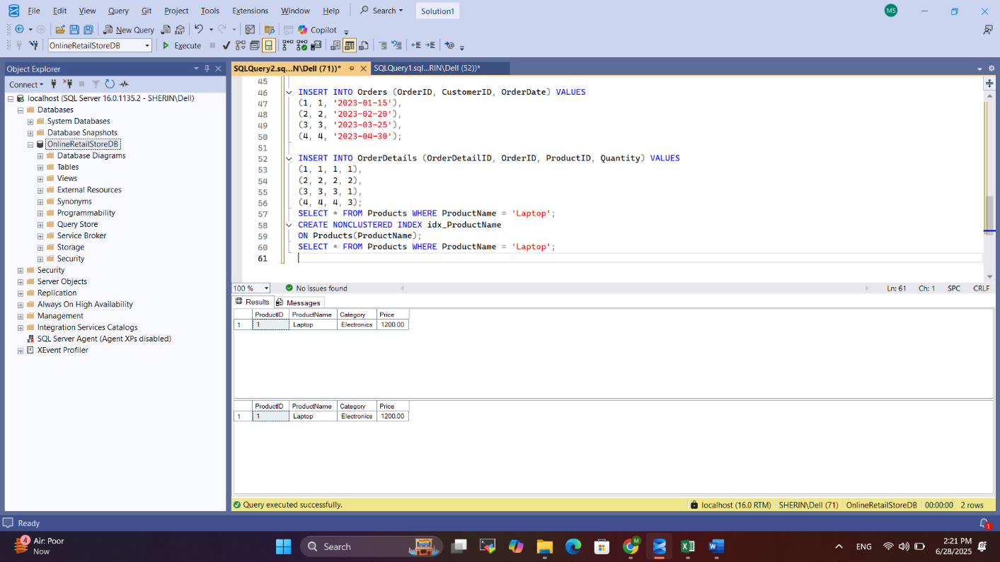 File Edit View Query Git Project Tools Extensions Window Help Search Solution1 MS
New Query DAX Copilot
OnlineRetailStoreDB Execute
Object Explorer
Connect
localhost (SQL Server 16.0.1135.2 - SHERIN\Dell)
Databases
System Databases
Database Snapshots
OnlineRetailStoreDB
Database Diagrams
Tables
Views
External Resources
Synonyms
Programmability
Query Store
Service Broker
Storage
Security
Security
Server Objects
Replication
Always On High Availability
Management
Integration Services Catalogs
SQL Server Agent (Agent XPs disabled)
XEvent Profiler
SQLQuery2.sq...N\Dell (71))* SQLQuery1.sql...RIN\Dell (52))*
45
46 INSERT INTO Orders (OrderID, CustomerID, OrderDate) VALUES
47 (1, 1, '2023-01-15'),
48 (2, 2, '2023-02-20'),
49 (3, 3, '2023-03-25'),
50 (4, 4, '2023-04-30');
51
52 INSERT INTO OrderDetails (OrderDetailID, OrderID, ProductID, Quantity) VALUES
53 (1, 1, 1, 1),
54 (2, 2, 2, 2),
55 (3, 3, 3, 1),
56 (4, 4, 4, 3);
57 SELECT * FROM Products WHERE ProductName = 'Laptop';
58 CREATE NONCLUSTERED INDEX idx_ProductName
59 ON Products(ProductName);
60 SELECT * FROM Products WHERE ProductName = 'Laptop';
61
100 % No issues found Ln: 61 Ch: 1 SPC CRLF
Results Messages
ProductID ProductName Category Price
1 1 Laptop Electronics 1200.00
ProductID ProductName Category Price
1 1 Laptop Electronics 1200.00
Query executed successfully. localhost (16.0 RTM) SHERIN\Dell (71) OnlineRetailStoreDB 00:00:00 2 rows
Ready 1
4 Air: Poor
Now
Search
M
ENG
2:21 PM
6/28/2025